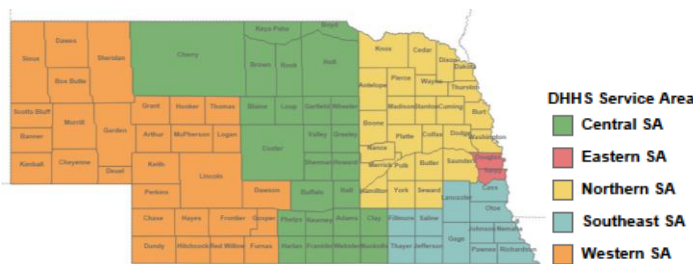 Keya Paha Boyd
Sioux Dawes Sheridan Cherry Knox Cedar Dixon
Dakota
Box Butte Brown Rock Holt Antelope Pierce Wayne
Thurston
Scotts Bluff Morrill Garden Grant Hooker Thomas Blaine Loup Garfield Wheeler Madison Stanton Cuming Burt
Boone
Banner Arthur McPherson Logan Custer Valley Greeley Platte Colfax Dodge Washington
Nance
Kimball Cheyenne Deuel Keith Lincoln Sherman Howard Merrick Polk Butler Saunders Douglas
Sarpy
Perkins Dawson Buffalo Hall Hamilton York Seward Lancaster Cass
Otoe
Chase Hayes Frontier Gosper Phelps Kearney Adams Clay Fillmore Saline
Gage Johnson Nemaha
Dundy Hitchcock Red Willow Furnas Harlan Franklin Webster Nuckolls Thayer Jefferson Pawnee Richardson
DHHS Service Area
Central SA
Eastern SA
Northern SA
Southeast SA
Western SA